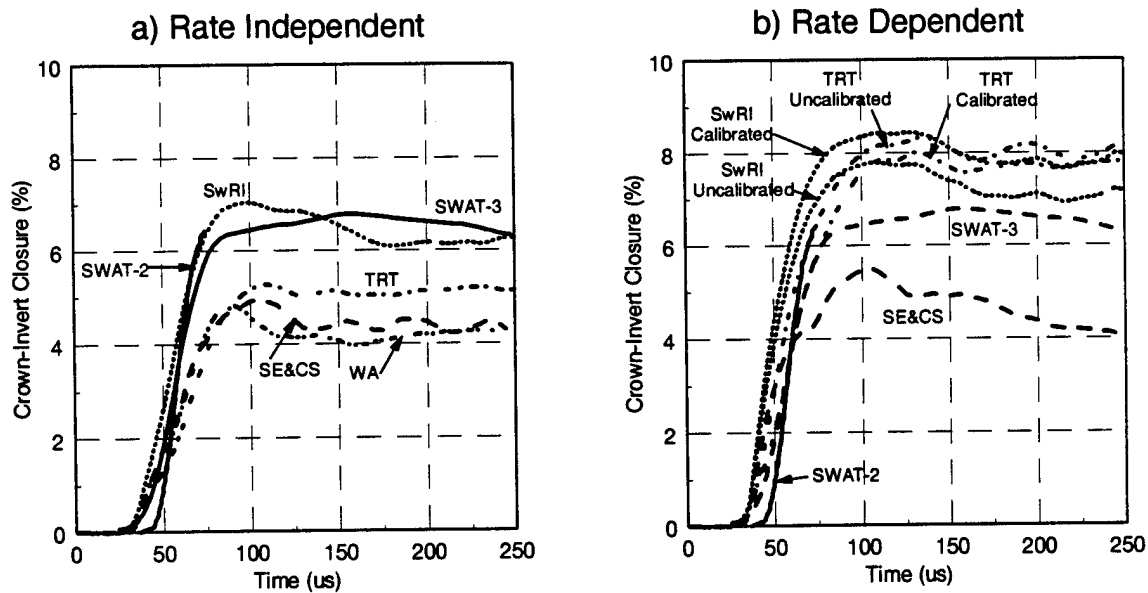 a) Rate Independent
10
8
6
4
2
0
0 50 100 150 200 250
Crown-Invert Closure (%)
Time (us)
SwRI
SWAT-3
SWAT-2
TRT
SE&CS
WA
b) Rate Dependent
10
8
6
4
2
0
0 50 100 150 200 250
Crown-Invert Closure (%)
Time (us)
TRT
Uncalibrated
TRT
Calibrated
SwRI
Calibrated
SwRI
Uncalibrated
SWAT-3
SE&CS
SWAT-2